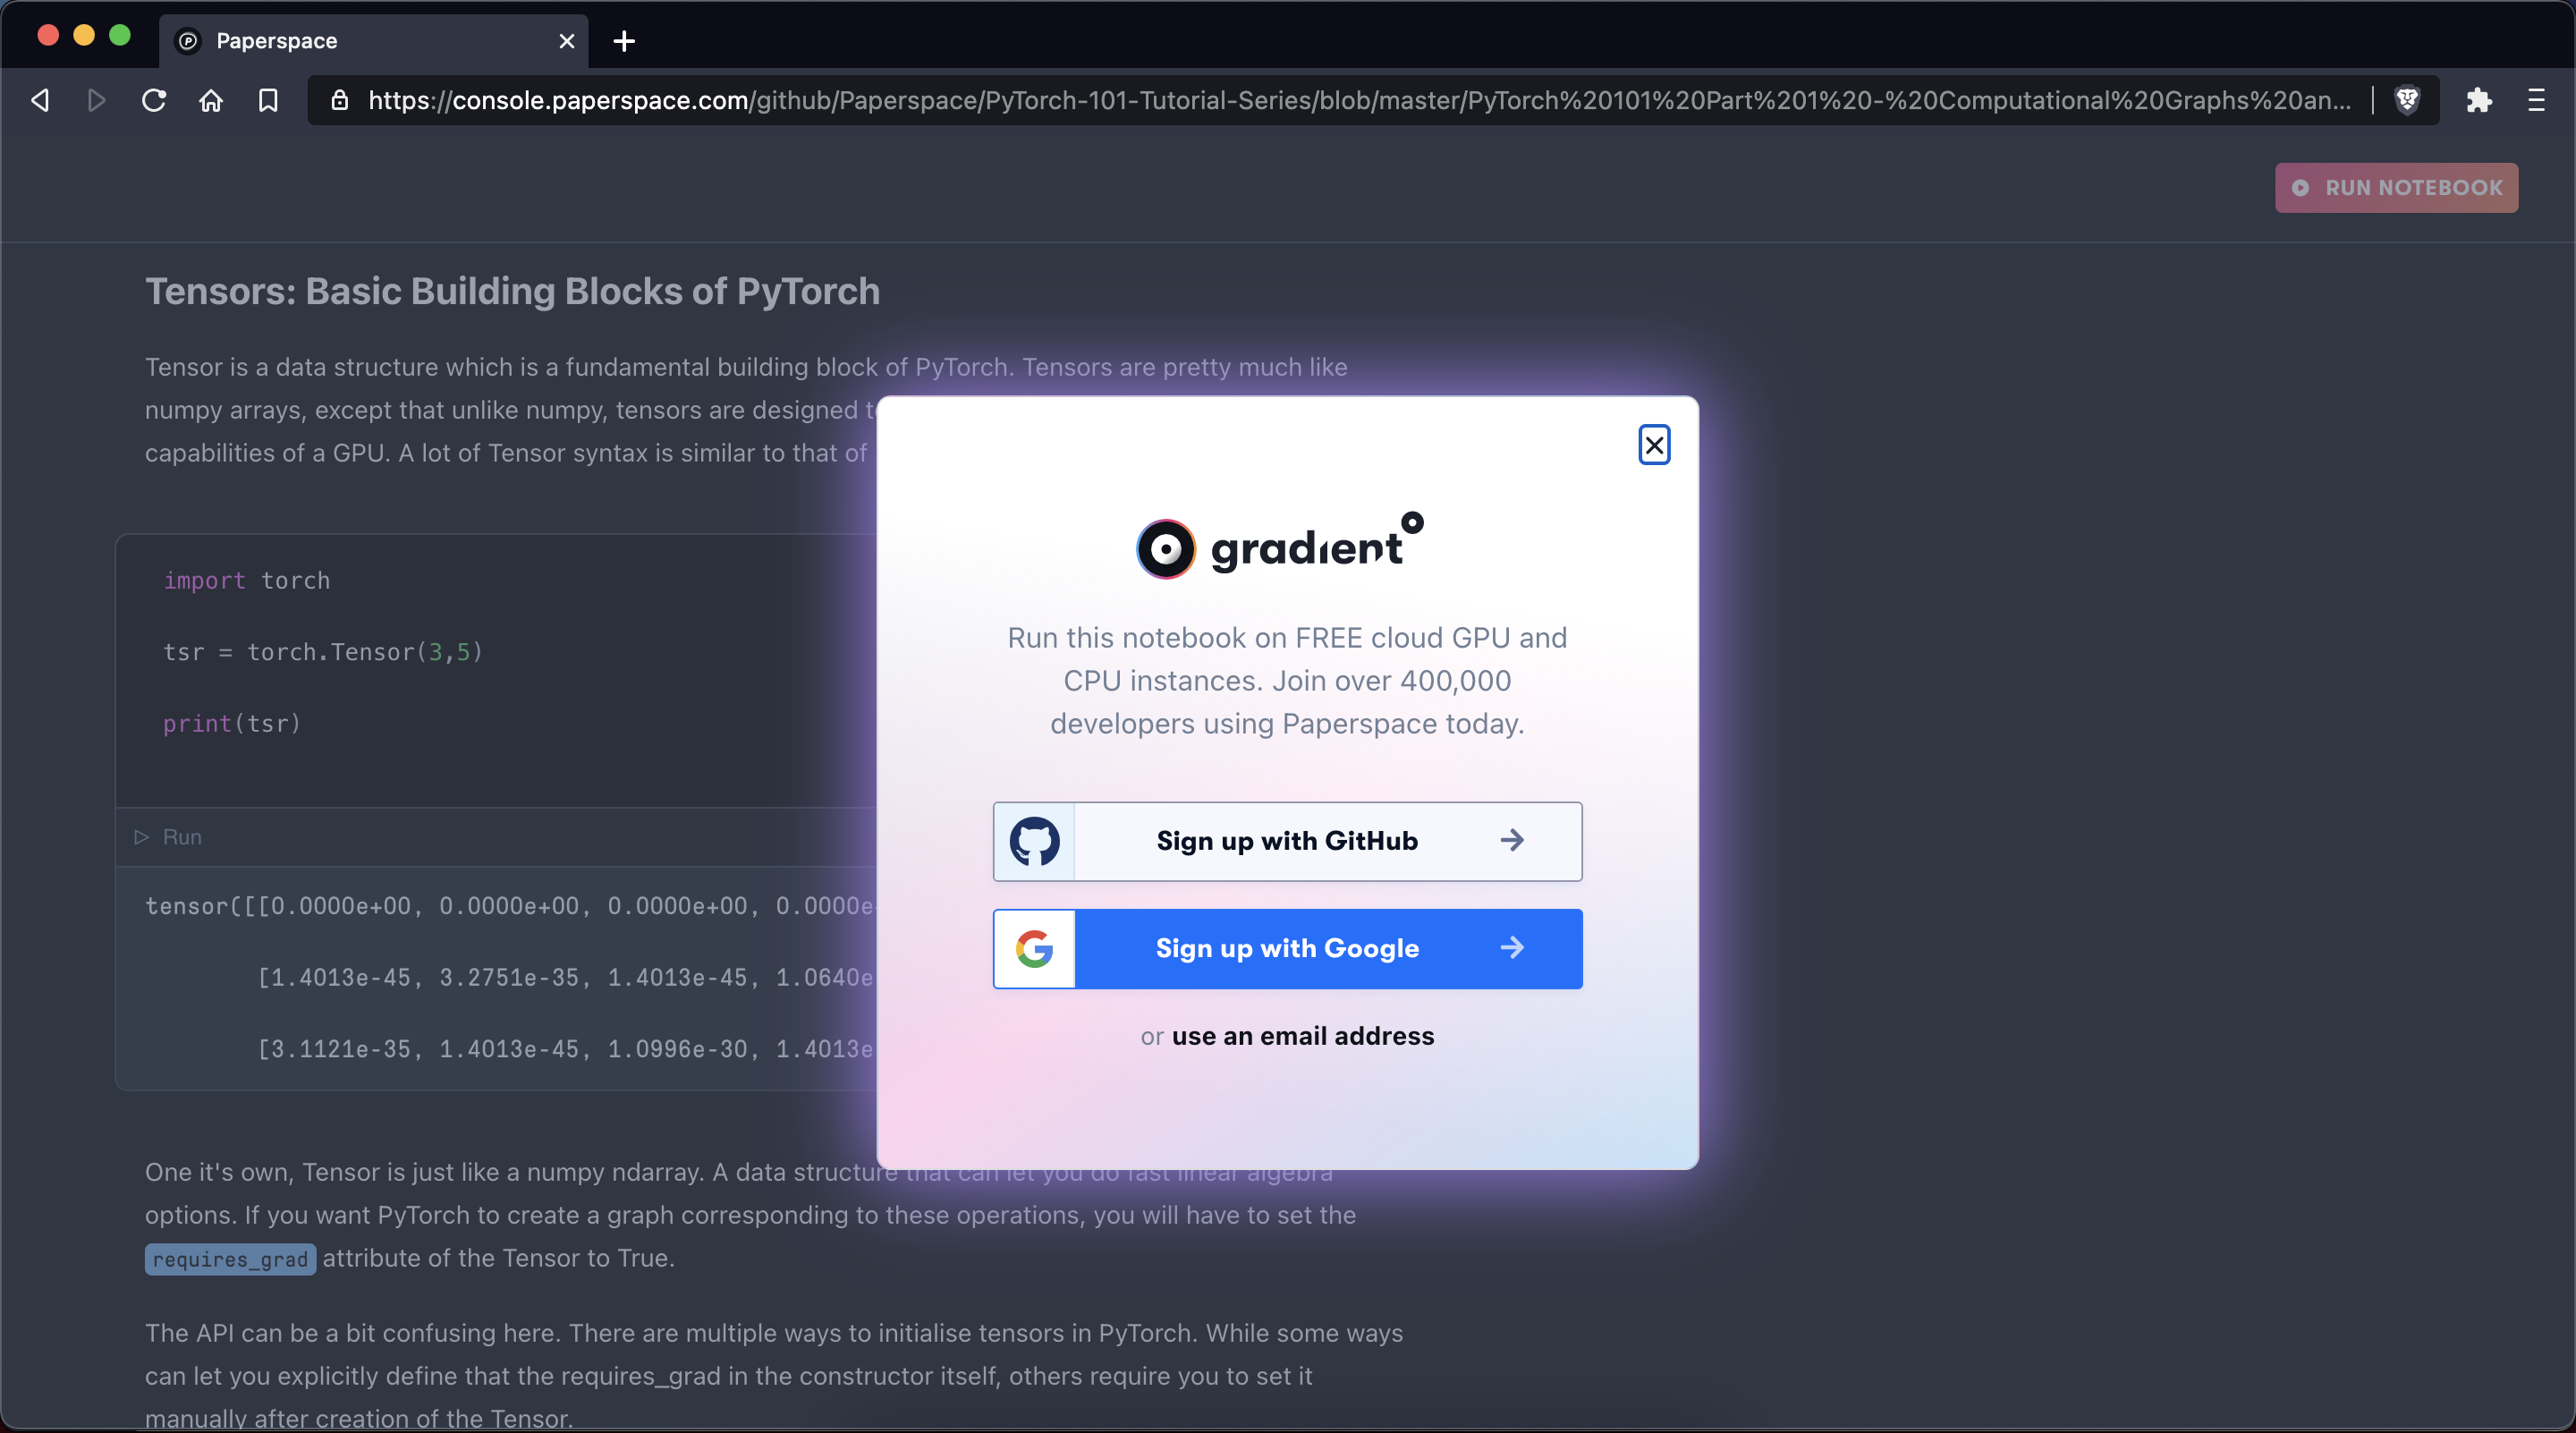 Paperspace
https://console.paperspace.com/github/Paperspace/PyTorch-101-Tutorial-Series/blob/master/PyTorch%20101%20Part%201%20-%20Computational%20Graphs%20an...
RUN NOTEBOOK
Tensors: Basic Building Blocks of PyTorch
Tensor is a data structure which is a fundamental building block of PyTorch. Tensors are pretty much like
numpy arrays, except that unlike numpy, tensors are designed
capabilities of a GPU. A lot of Tensor syntax is similar to that of
import torch
tsr = torch.Tensor(3,5)
print(tsr)
Run
tensor([[0.0000e+00, 0.0000e+00, 0.0000e+00, 0.0000e
[1.4013e-45, 3.2751e-35, 1.4013e-45, 1.0640e
[3.1121e-35, 1.4013e-45, 1.0996e-30, 1.4013e
gradient
Run this notebook on FREE cloud GPU and
CPU instances. Join over 400,000
developers using Paperspace today.
Sign up with GitHub
Sign up with Google
or use an email address
One it's own, Tensor is just like a numpy ndarray. A data structure that can let you do fast linear algebra
options. If you want PyTorch to create a graph corresponding to these operations, you will have to set the
requires_grad attribute of the Tensor to True.
The API can be a bit confusing here. There are multiple ways to initialise tensors in PyTorch. While some ways
can let you explicitly define that the requires_grad in the constructor itself, others require you to set it
manually after creation of the Tensor.